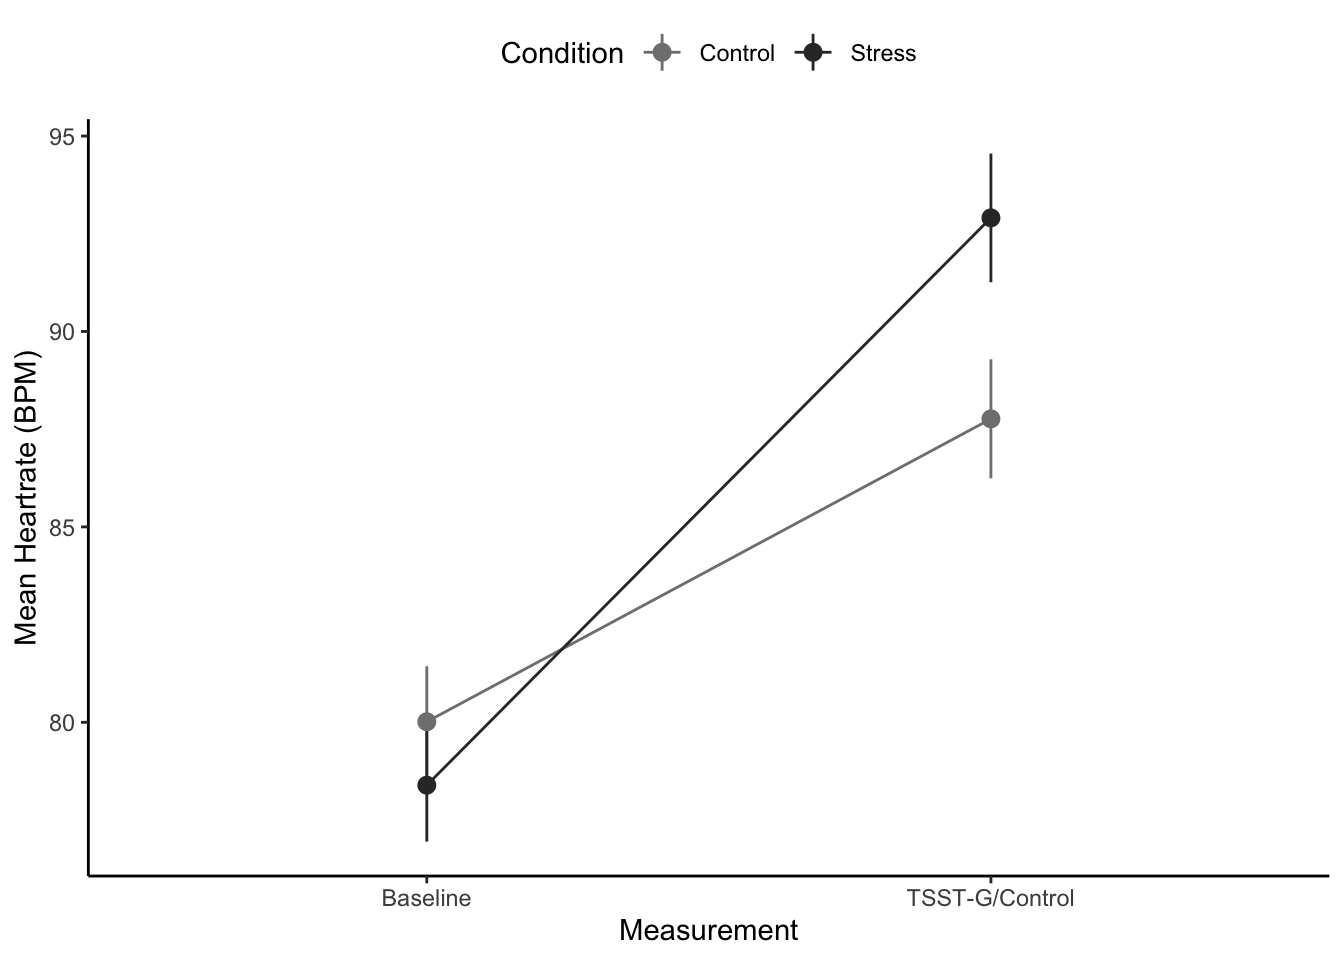 Condition Control Stress
95
90
85
80
Mean Heartrate (BPM)
Baseline TSST-G/Control
Measurement